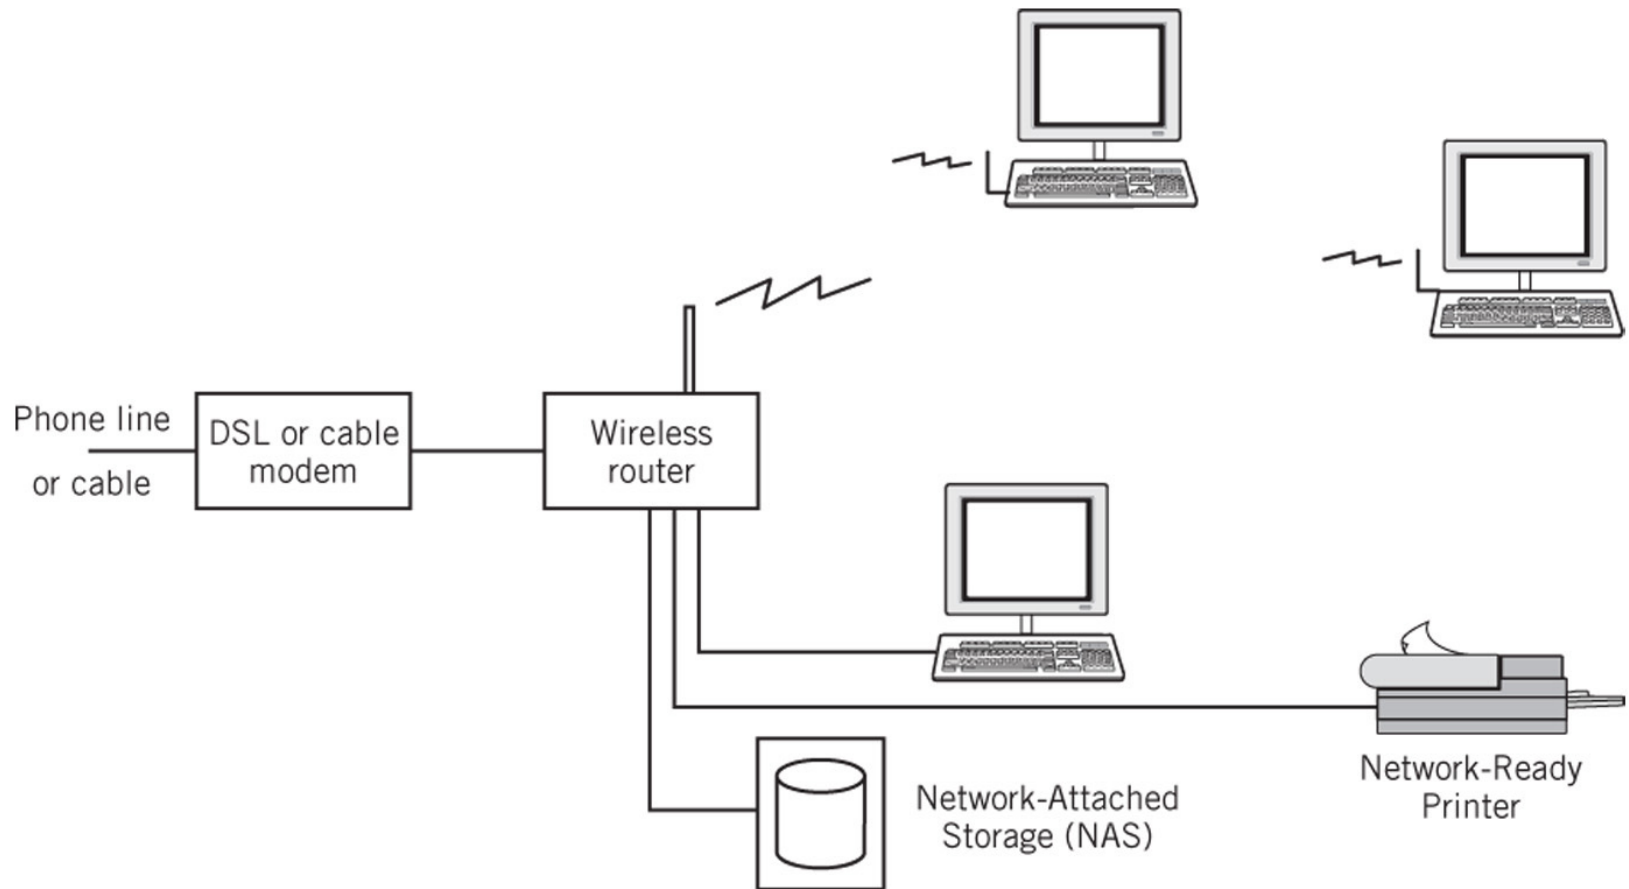 Phone line
or cable
DSL or cable
modem
Wireless
router
Network-Attached
Storage (NAS)
Network-Ready
Printer